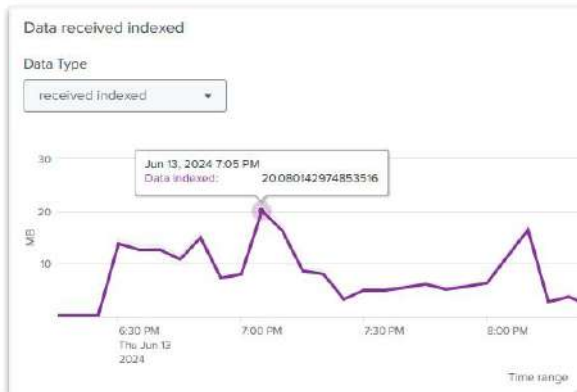 Data received indexed
Data Type
received indexed
30
Jun 13, 2024 7:05 PM
Data indexed: 20.080142974853516
20
MB
10
6:30 PM 7:00 PM 7:30 PM 8:00 PM
Thu Jun 13
2024
Time range